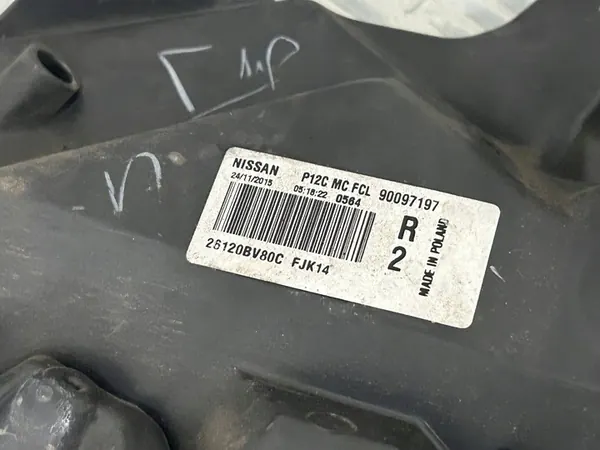 NISSAN P12C MC FCL 90097197
24/11/2015 05:18:22 0564
R
2
MADE IN POLAND
26120BV80C FJK14